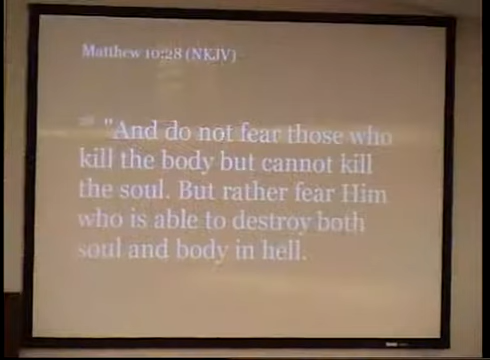 Matthew 10:28 (NKJV)
28 "And do not fear those who
kill the body but cannot kill
the soul. But rather fear Him
who is able to destroy both
soul and body in hell.